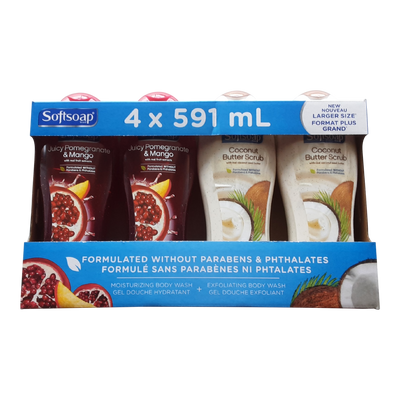 Softsoap
4 x 591 mL
NEW
NOUVEAU
LARGER SIZE
FORMAT PLUS
GRAND
Juicy Pomegranate
& Mango
Juicy Pomegranate
& Mango
Coconut
Butter Scrub
Coconut
Butter Scrub
FORMULATED WITHOUT PARABENS & PHTHALATES
FORMULÉ SANS PARABÈNES NI PHTALATES
MOISTURIZING BODY WASH + EXFOLIATING BODY WASH
GEL DOUCHE HYDRATANT GEL DOUCHE EXFOLIANT